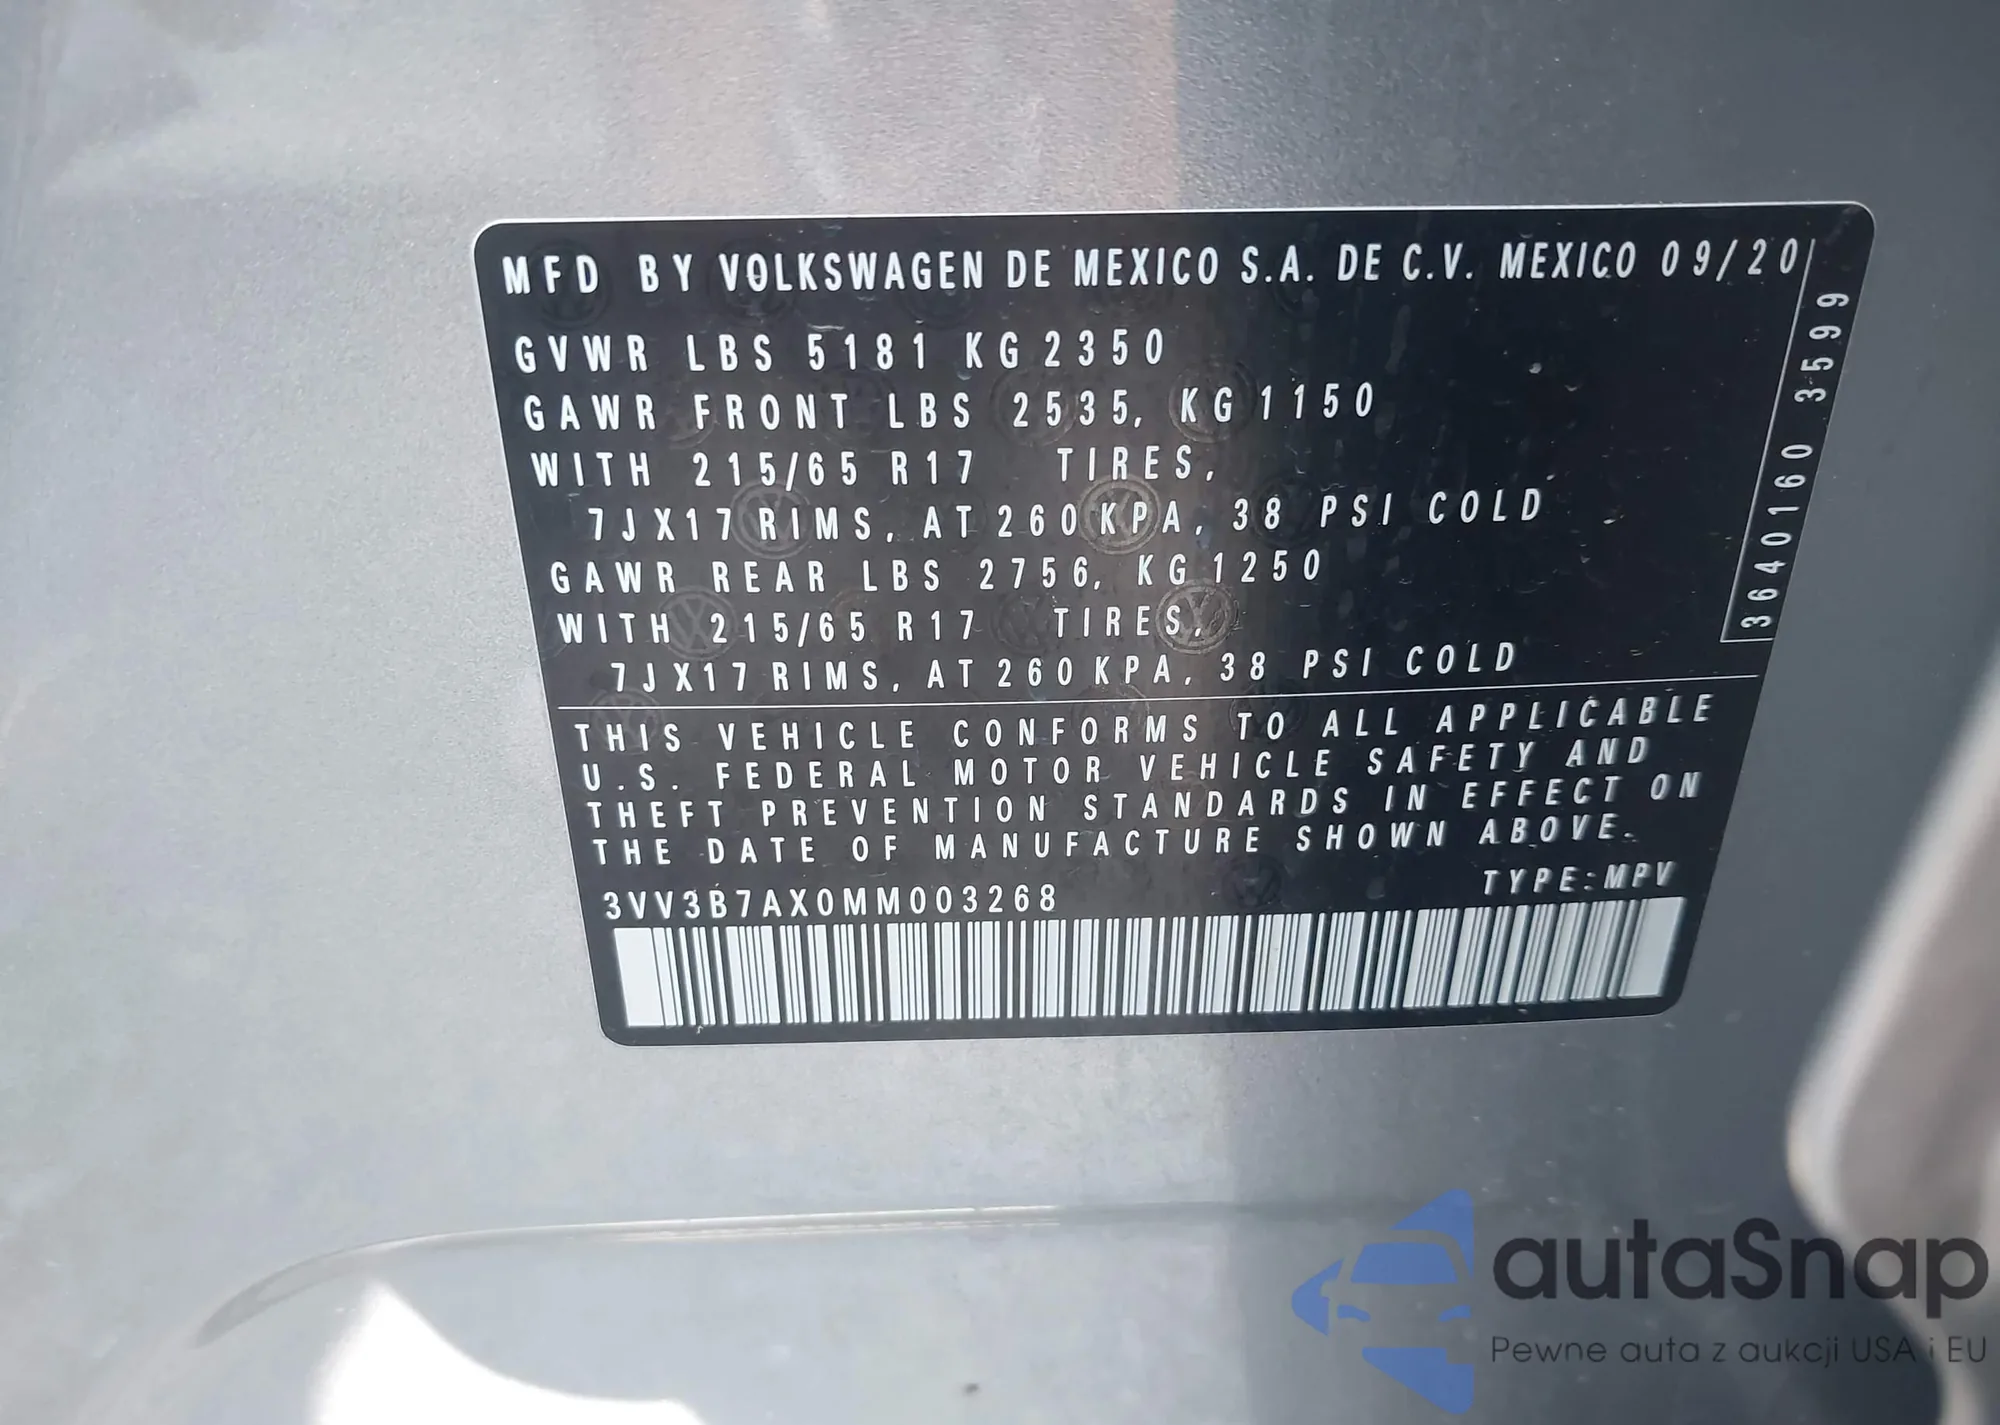 MFD BY VOLKSWAGEN DE MEXICO S.A. DE C.V. MEXICO 09/20
GVWR LBS 5181 KG 2350
GAWR FRONT LBS 2535, KG 1150
WITH 215/65 R17 TIRES,
7JX17 RIMS, AT 260 KPA, 38 PSI COLD
GAWR REAR LBS 2756, KG 1250
WITH 215/65 R17 TIRES,
7JX17 RIMS, AT 260 KPA, 38 PSI COLD
3640160 3599
THIS VEHICLE CONFORMS TO ALL APPLICABLE
U.S. FEDERAL MOTOR VEHICLE SAFETY AND
THEFT PREVENTION STANDARDS IN EFFECT ON
THE DATE OF MANUFACTURE SHOWN ABOVE.
TYPE:MPV
3VV3B7AX0MM003268
autaSnap
Pewne auta z aukcji USA i EU